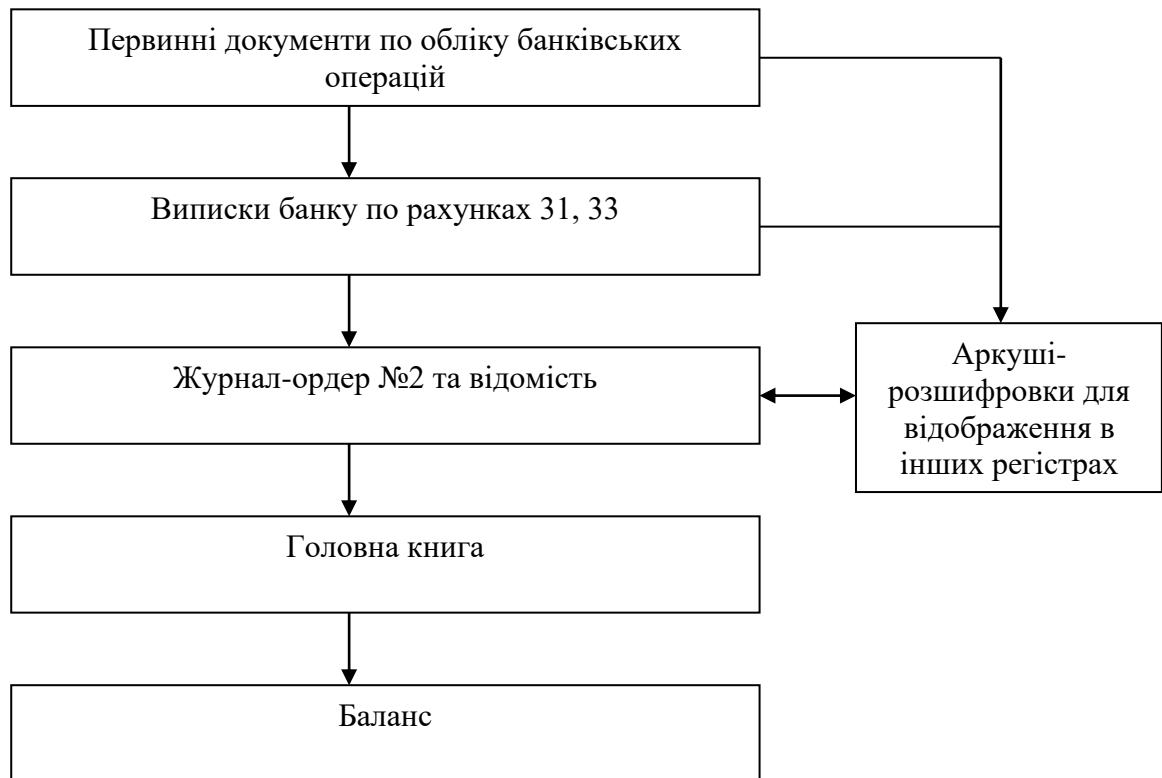 Первинні документи по обліку банківських
операцій
Виписки банку по рахунках 31, 33
Журнал-ордер №2 та відомість
Аркуші-
розшифровки для
відображення в
інших регістрах
Головна книга
Баланс